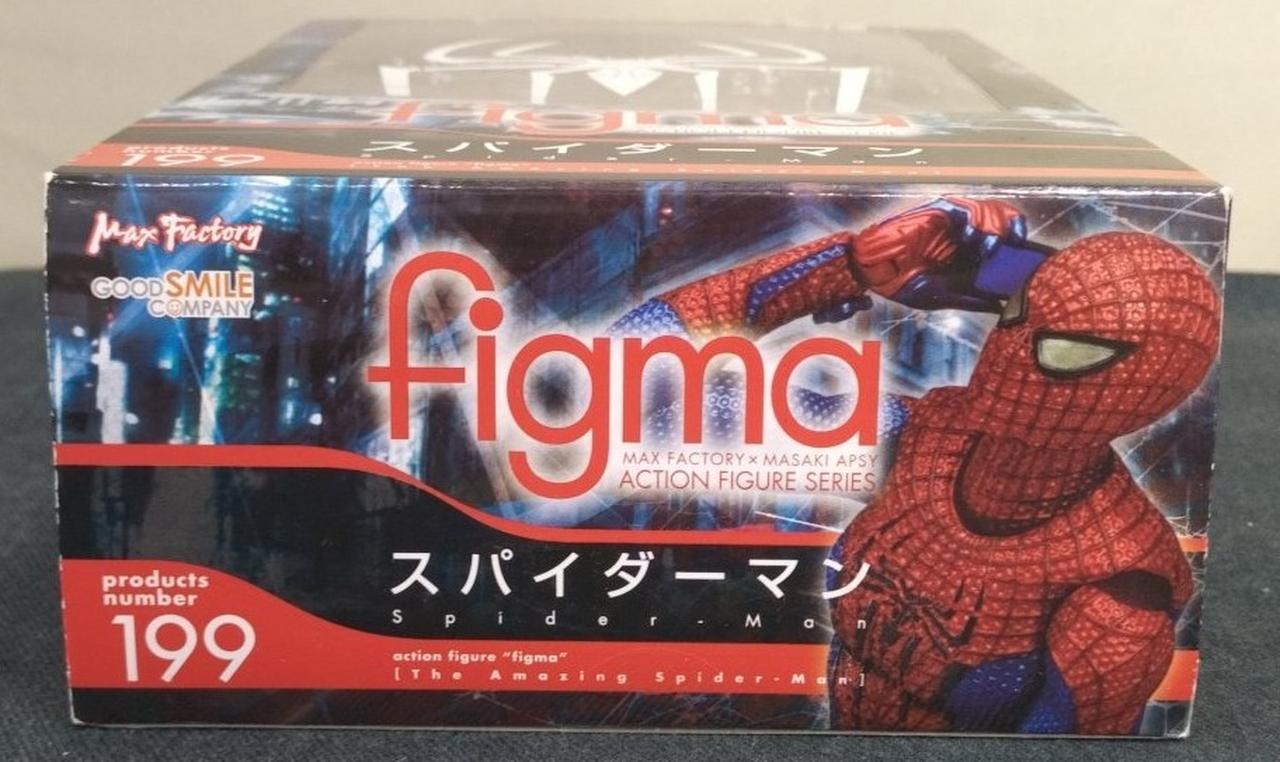 figma
products
number
199
スパイダーマン
Spider-Man
Max Factory
GOOD SMILE
COMPANY
figma
MAX FACTORY×MASAKI APSY
ACTION FIGURE SERIES
スパイダーマン
Spider-Man
products
number
199
action figure "figma"
[The Amazing Spider-Man]